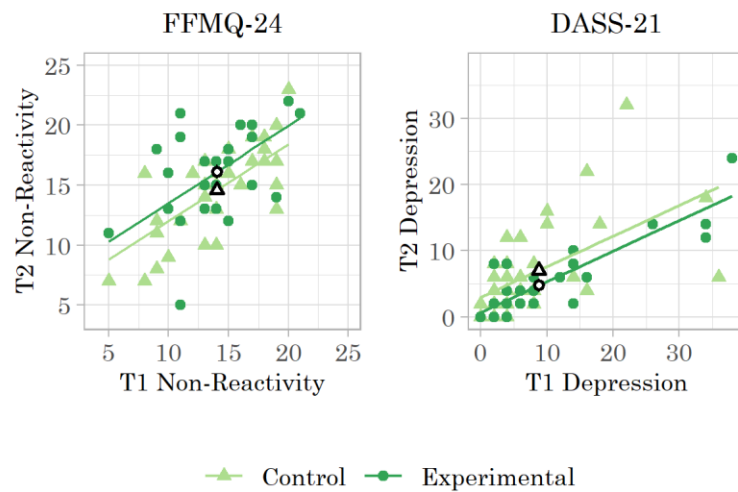 FFMQ-24
DASS-21
25
20
15
10
5
T2 Non-Reactivity
5 10 15 20 25
T1 Non-Reactivity
30
20
10
0
T2 Depression
0 10 20 30
T1 Depression
Control Experimental